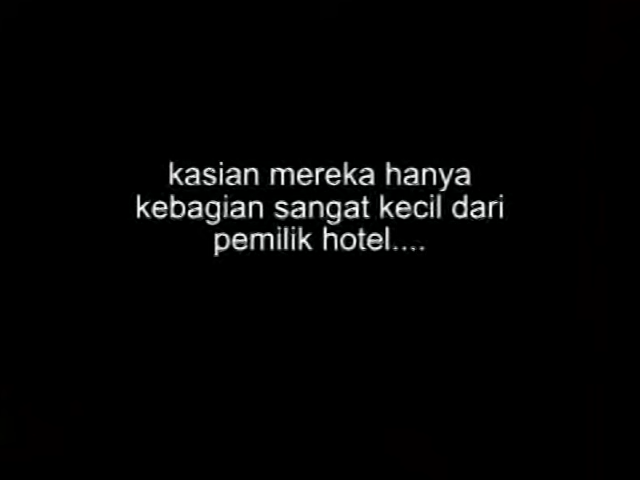 kasian mereka hanya
kebagian sangat kecil dari
pemilik hotel....